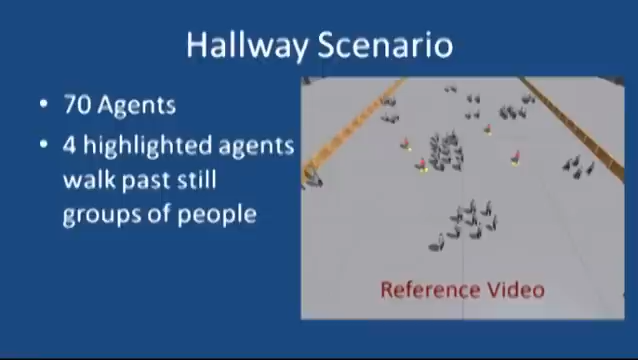 Hallway Scenario
• 70 Agents
• 4 highlighted agents
walk past still
groups of people
Reference Video